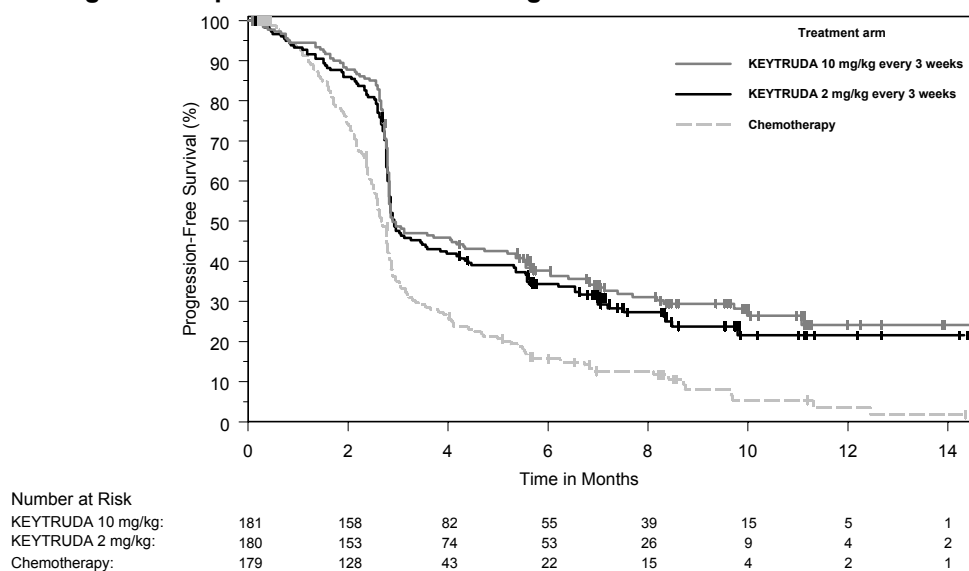 100
90
80
70
60
50
40
30
20
10
0
Progression-Free Survival (%)
Treatment arm
KEYTRUDA 10 mg/kg every 3 weeks
KEYTRUDA 2 mg/kg every 3 weeks
Chemotherapy
0 2 4 6 8 10 12 14
Time in Months
Number at Risk
KEYTRUDA 10 mg/kg: 181 158 82 55 39 15 5 1
KEYTRUDA 2 mg/kg: 180 153 74 53 26 9 4 2
Chemotherapy: 179 128 43 22 15 4 2 1